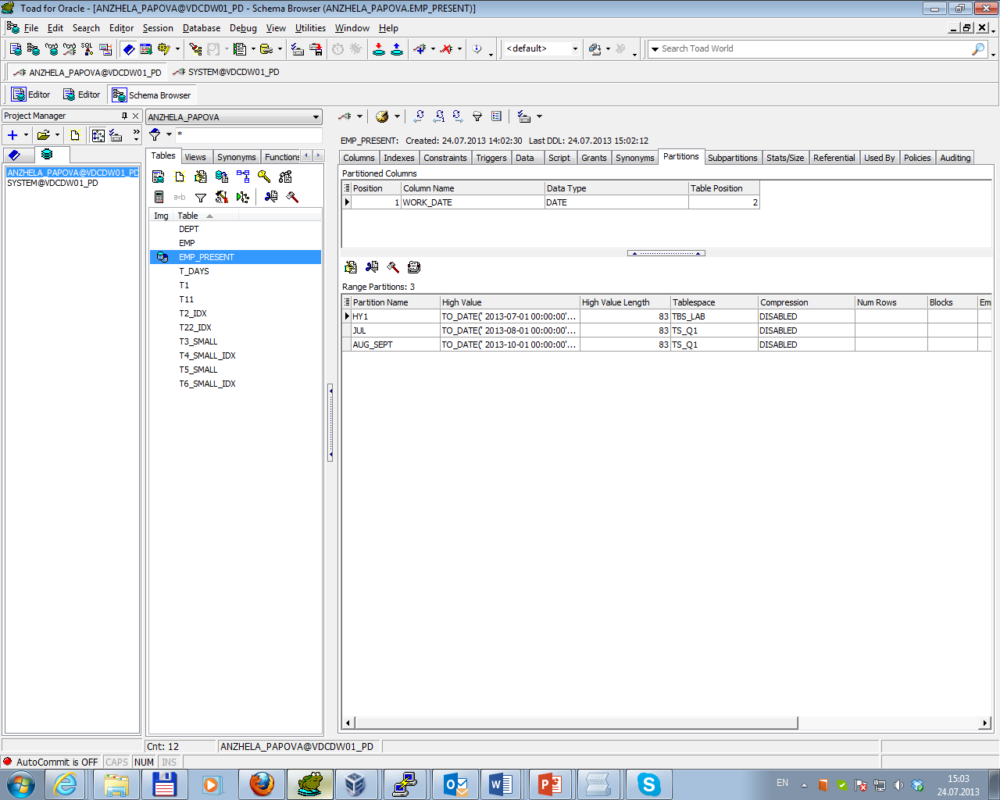 Toad for Oracle - [ANZHELA_PAPOVA@VDCDW01_PD - Schema Browser (ANZHELA_PAPOVA.EMP_PRESENT)]
File Edit Search Editor Session Database Debug View Utilities Window Help
SQL
<default>
Search Toad World
ANZHELA_PAPOVA@VDCDW01_PD SYSTEM@VDCDW01_PD
Editor Editor Schema Browser
Project Manager
ANZHELA_PAPOVA@VDCDW01_PD
SYSTEM@VDCDW01_PD
ANZHELA_PAPOVA
*
Tables Views Synonyms Functions
a=b
Img Table
DEPT
EMP
EMP_PRESENT
T_DAYS
T1
T11
T2_IDX
T22_IDX
T3_SMALL
T4_SMALL_IDX
T5_SMALL
T6_SMALL_IDX
EMP_PRESENT: Created: 24.07.2013 14:02:30 Last DDL: 24.07.2013 15:02:12
Columns Indexes Constraints Triggers Data Script Grants Synonyms Partitions Subpartitions Stats/Size Referential Used By Policies Auditing
Partitioned Columns
Position Column Name Data Type Table Position
1 WORK_DATE DATE 2
Range Partitions: 3
Partition Name High Value High Value Length Tablespace Compression Num Rows Blocks Em
HY1 TO_DATE(' 2013-07-01 00:00:00'... 83 TBS_LAB DISABLED
JUL TO_DATE(' 2013-08-01 00:00:00'... 83 TS_Q1 DISABLED
AUG_SEPT TO_DATE(' 2013-10-01 00:00:00'... 83 TS_Q1 DISABLED
Cnt: 12 ANZHELA_PAPOVA@VDCDW01_PD
AutoCommit is OFF CAPS NUM INS
EN
15:03
24.07.2013